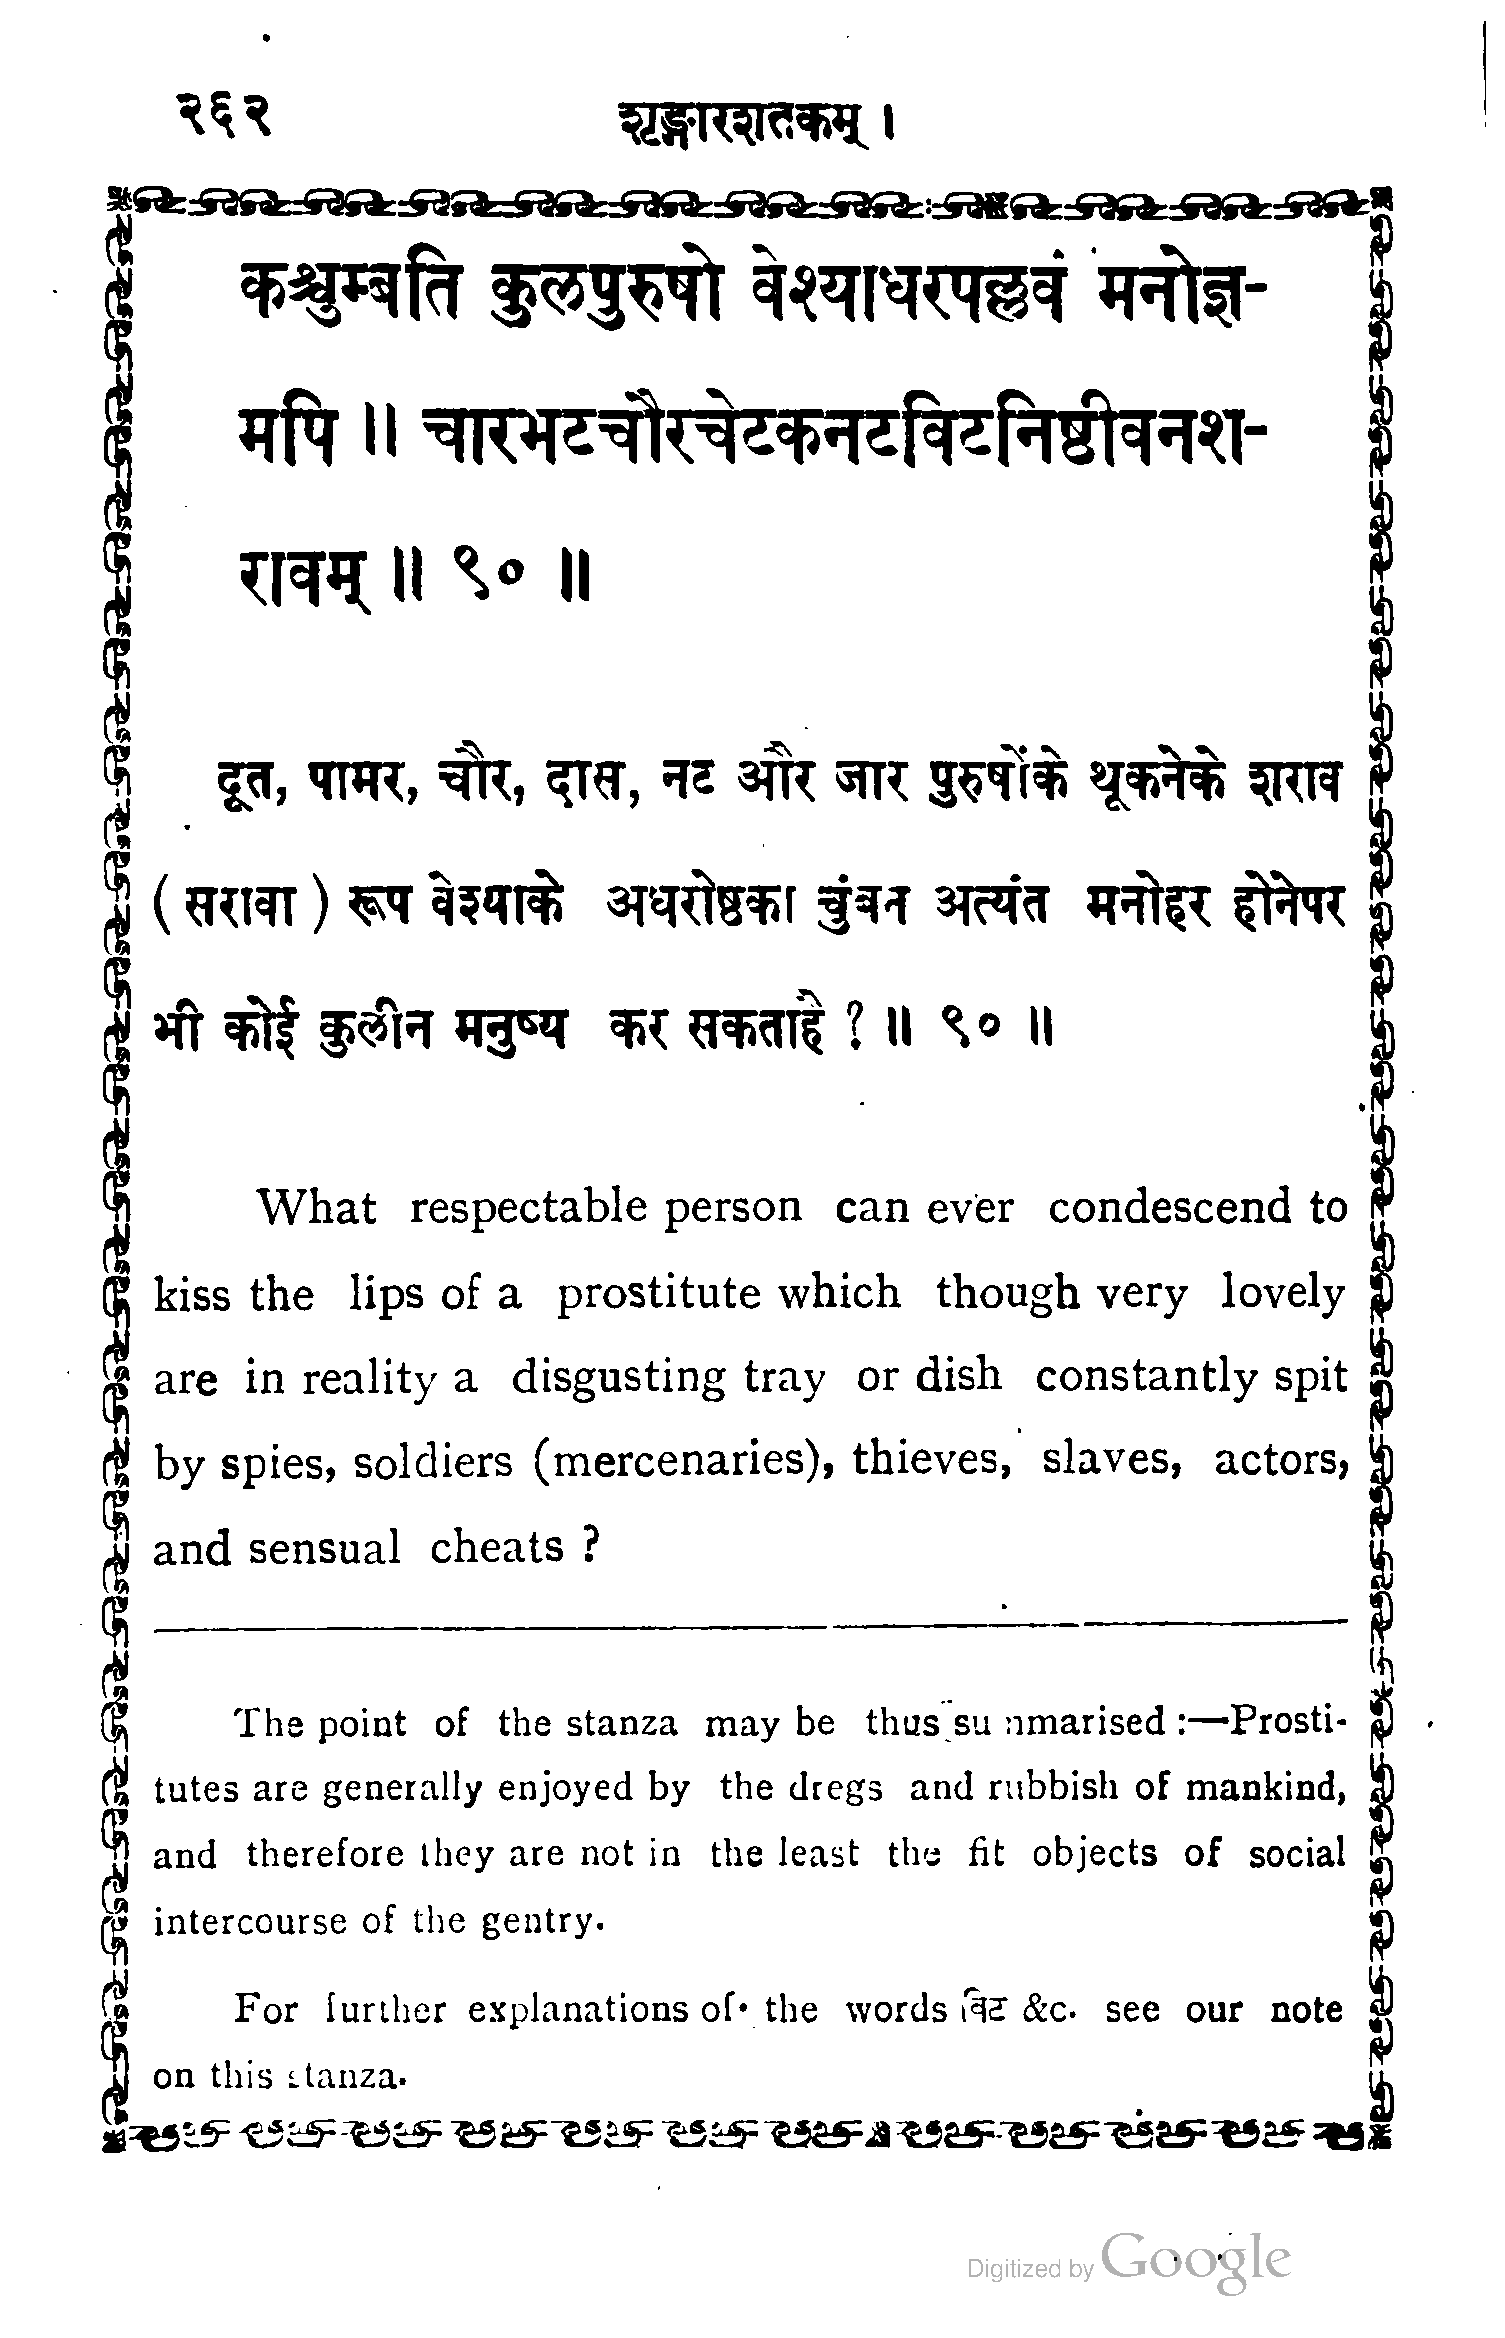 २६२ शृङ्गारशतकम् ।
कश्चुम्बति कुलपुरुषो वेश्याधरपल्लवं मनोज्ञ-
मपि ॥ चारभटचौरचेटकनटविटनिष्ठीवनश-
रावम् ॥ ९० ॥
दूत, पामर, चौर, दास, नट और जार पुरुषोंके थूकनेके शराव
( सरावा ) रूप वेश्याके अधरोष्ठका चुंबन अत्यंत मनोहर होनेपर
भी कोई कुलीन मनुष्य कर सकताहै ? ॥ ९० ॥
What respectable person can ever condescend to
kiss the lips of a prostitute which though very lovely
are in reality a disgusting tray or dish constantly spit
by spies, soldiers (mercenaries), thieves, slaves, actors,
and sensual cheats ?
The point of the stanza may be thus summarised :—Prosti-
tutes are generally enjoyed by the dregs and rubbish of mankind,
and therefore they are not in the least the fit objects of social
intercourse of the gentry.
For further explanations of the words विट &c. see our note
on this stanza.
Digitized by Google